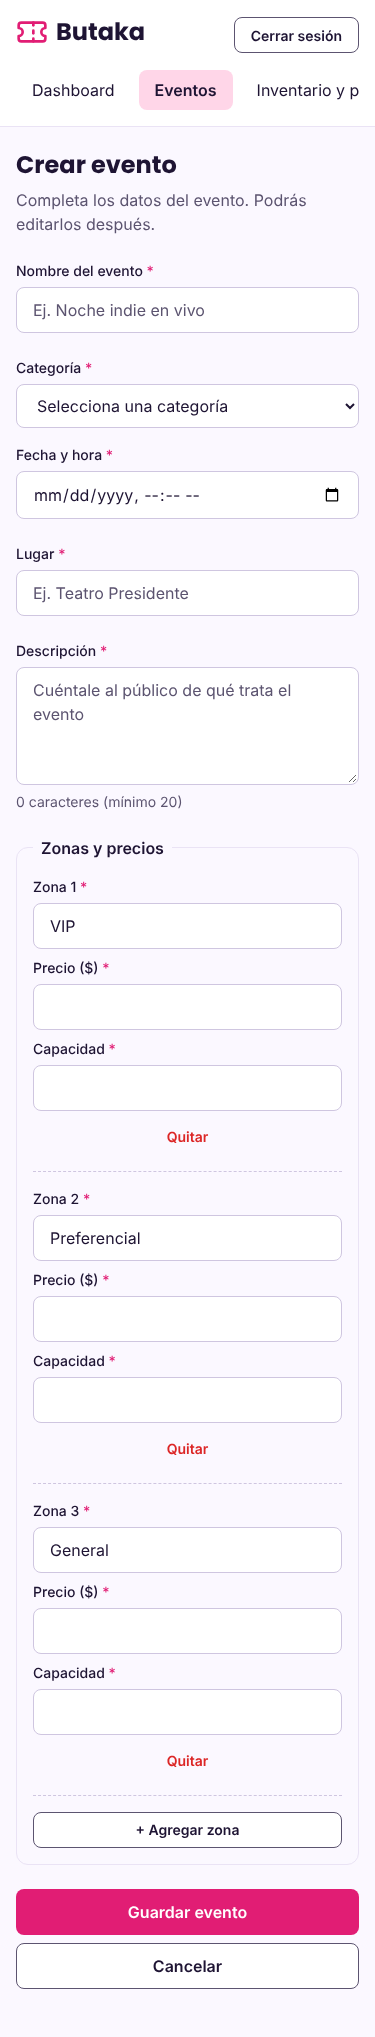 Butaka
Cerrar sesión
Dashboard
Eventos
Inventario y p
Crear evento
Completa los datos del evento. Podrás
editarlos después.
Nombre del evento *
Ej. Noche indie en vivo
Categoría *
Selecciona una categoría
Fecha y hora *
mm/dd/yyyy, --:-- --
Lugar *
Ej. Teatro Presidente
Descripción *
Cuéntale al público de qué trata el
evento
0 caracteres (mínimo 20)
Zonas y precios
Zona 1 *
VIP
Precio ($) *
Capacidad *
Quitar
Zona 2 *
Preferencial
Precio ($) *
Capacidad *
Quitar
Zona 3 *
General
Precio ($) *
Capacidad *
Quitar
+ Agregar zona
Guardar evento
Cancelar